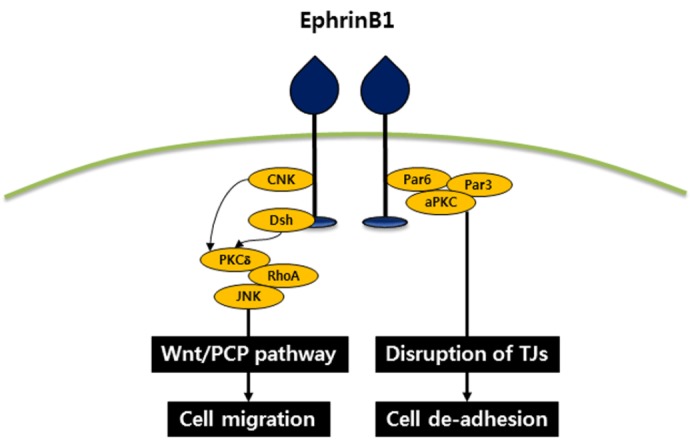 EphrinB1
CNK
Par6
Par3
aPKC
Dsh
PKCδ
RhoA
JNK
Wnt/PCP pathway
Disruption of TJs
Cell migration
Cell de-adhesion